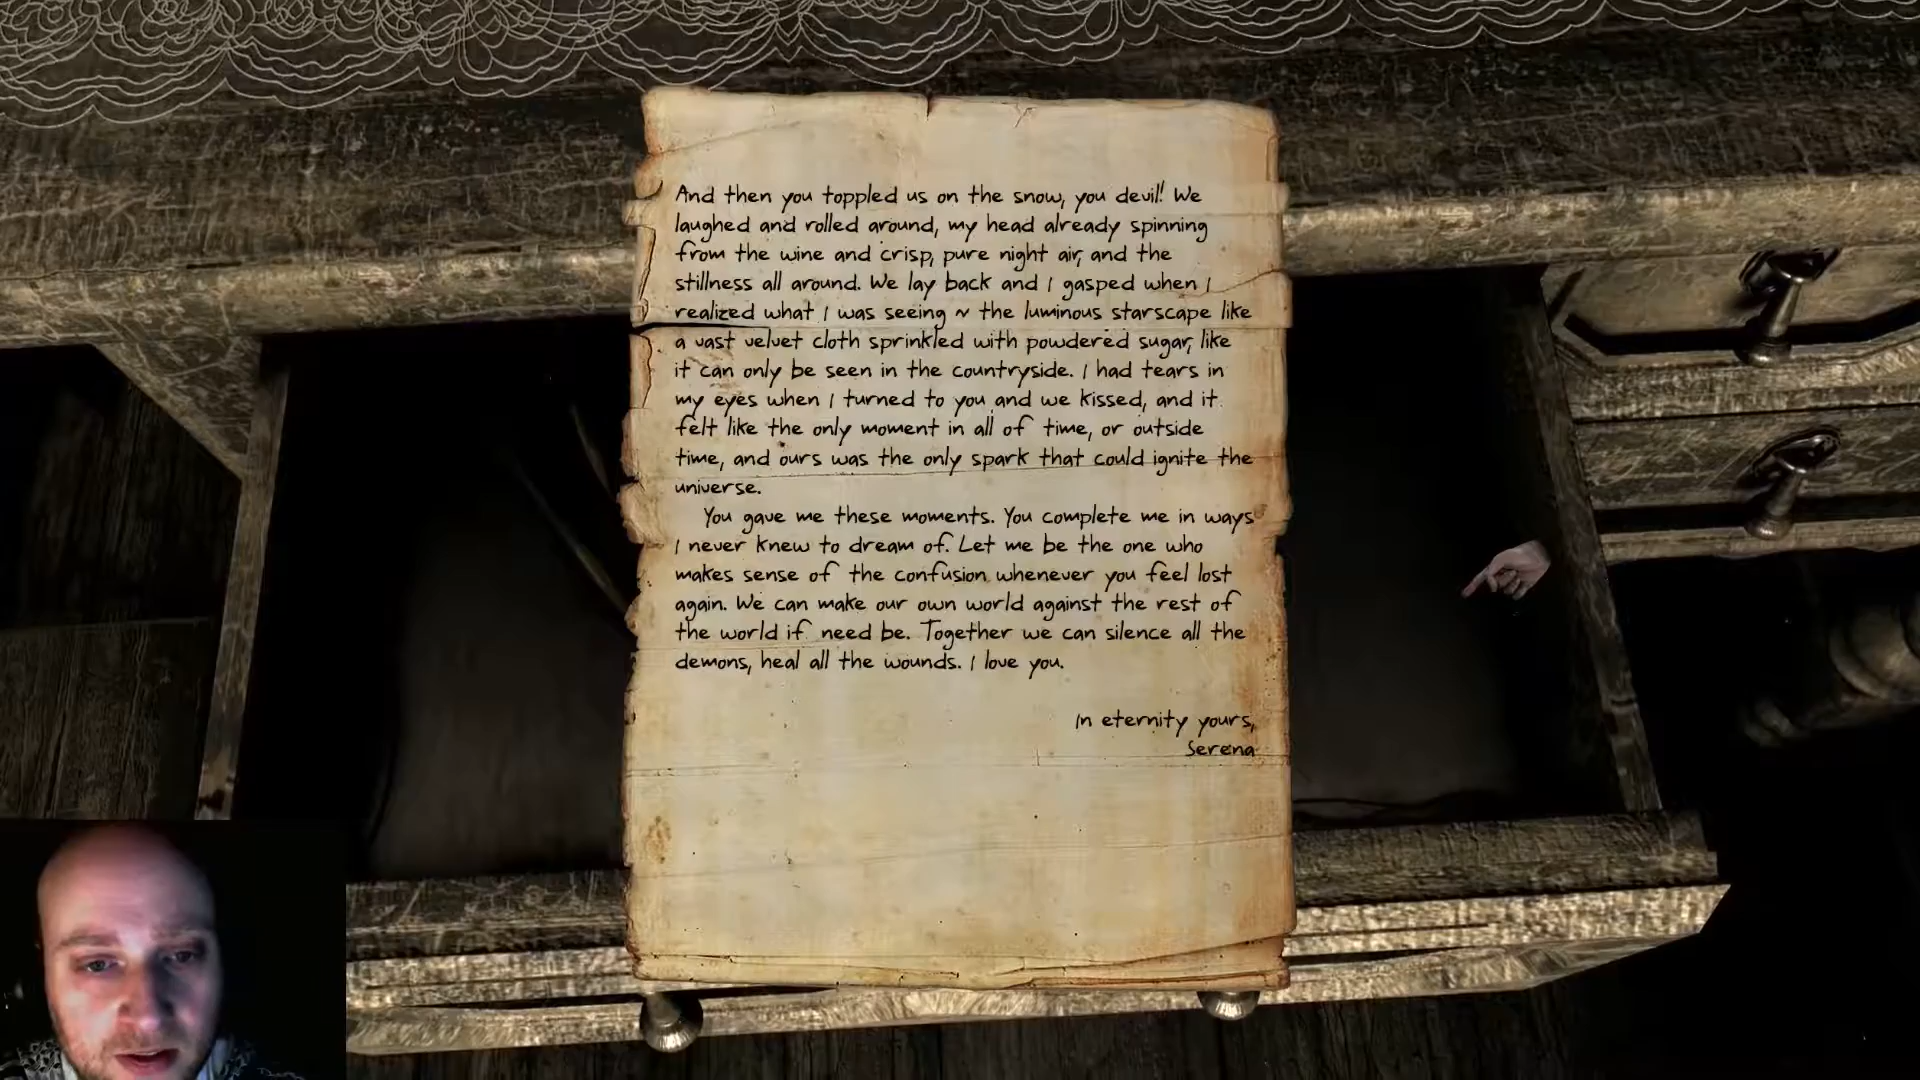 And then you toppled us on the snow, you devil! We
laughed and rolled around, my head already spinning
from the wine and crisp, pure night air, and the
stillness all around. We lay back and I gasped when I
realized what I was seeing ~ the luminous starscape like
a vast velvet cloth sprinkled with powdered sugar, like
it can only be seen in the countryside. I had tears in
my eyes when I turned to you and we kissed, and it
felt like the only moment in all of time, or outside
time, and ours was the only spark that could ignite the
universe.
You gave me these moments. You complete me in ways
I never knew to dream of. Let me be the one who
makes sense of the confusion whenever you feel lost
again. We can make our own world against the rest of
the world if need be. Together we can silence all the
demons, heal all the wounds. I love you.
In eternity yours,
Serena